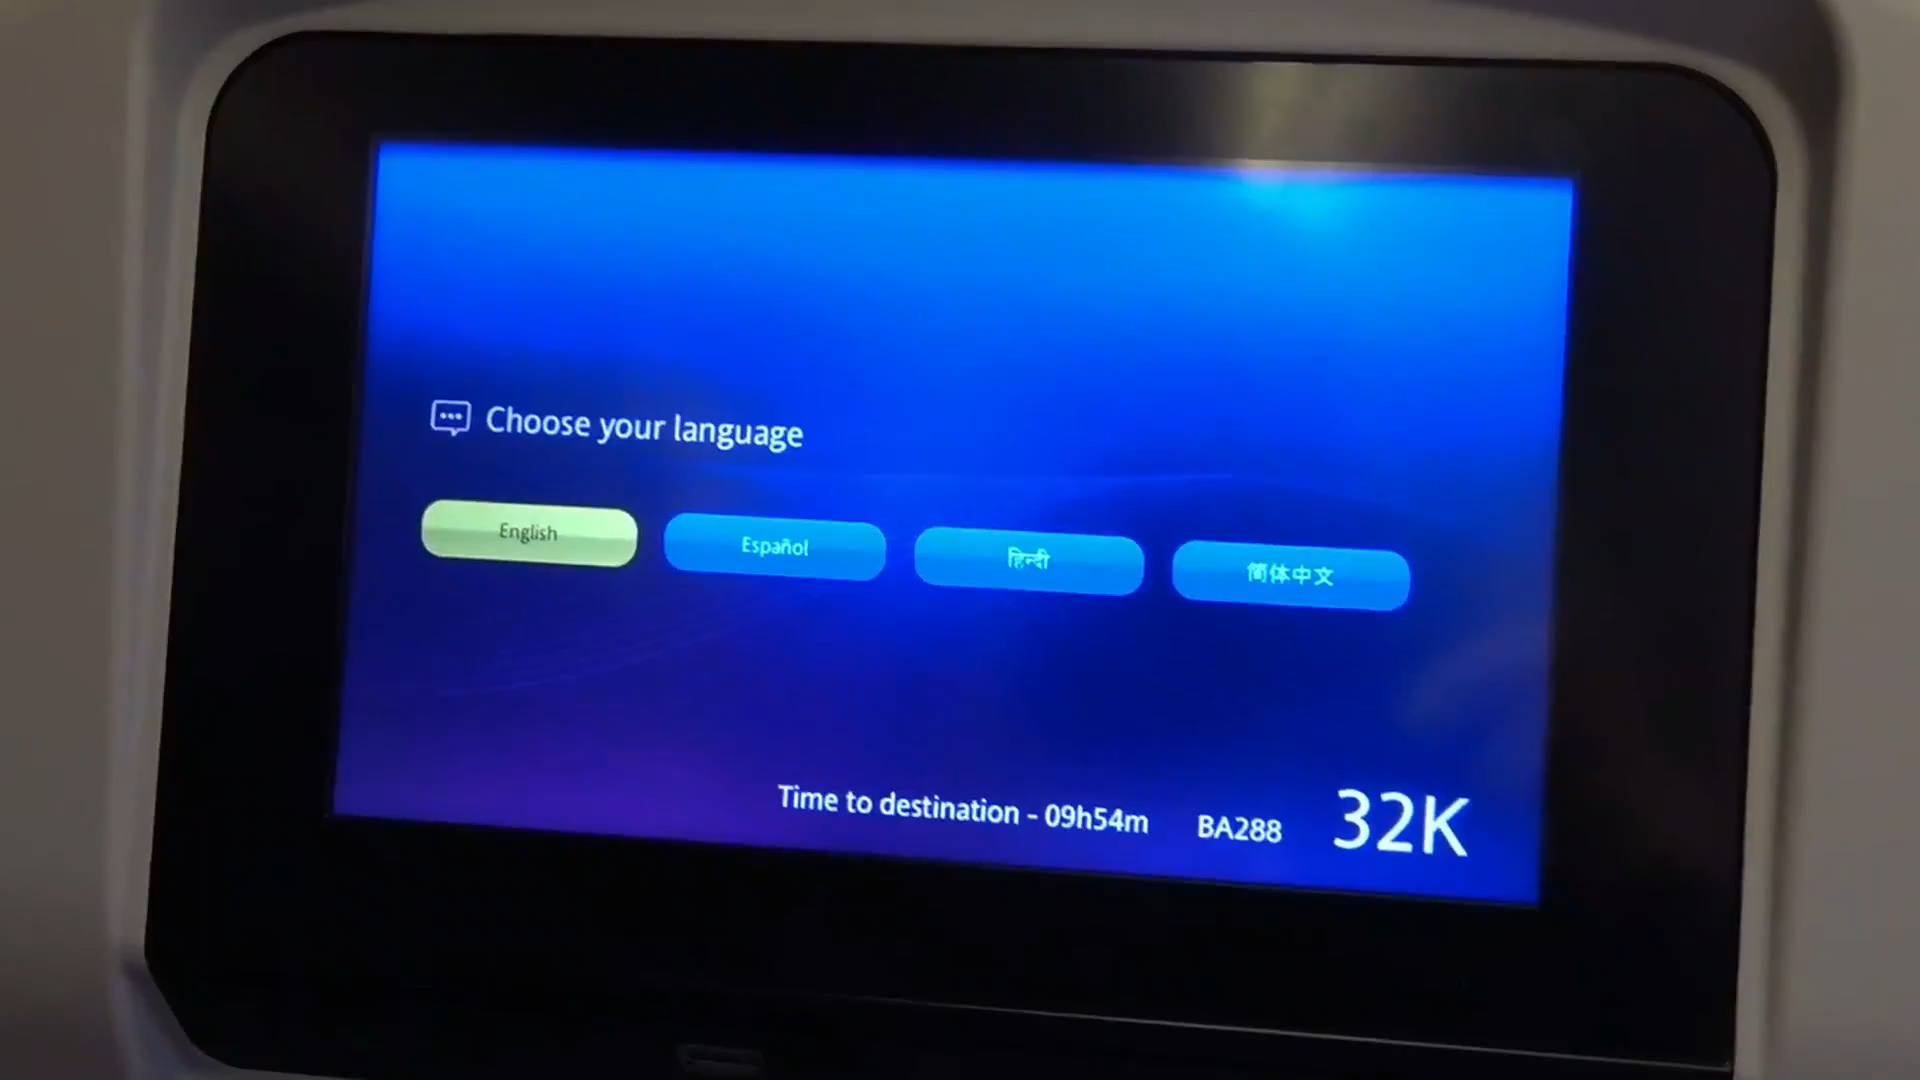 Choose your language
English
Español
हिन्दी
简体中文
Time to destination - 09h54m BA288 32K